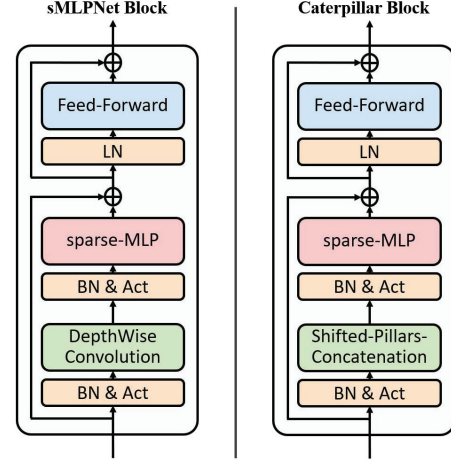 sMLPNet Block
Feed-Forward
LN
sparse-MLP
BN & Act
DepthWise
Convolution
BN & Act
Caterpillar Block
Feed-Forward
LN
sparse-MLP
BN & Act
Shifted-Pillars-
Concatenation
BN & Act